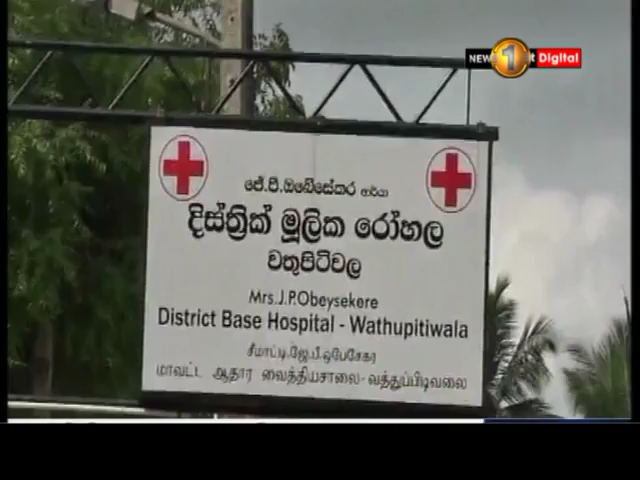 NEWS 1st Digital
ජේ.පී.ඔබේසේකර ආර්යා
දිස්ත්‍රික් මූලික රෝහල
වතුපිටිවල
Mrs.J.P.Obeysekere
District Base Hospital - Wathupitiwala
சீமாட்டி.ஜே.பீ.ஒபேசேகர
மாவட்ட ஆதார வைத்தியசாலை-வத்துப்பிடிவலை